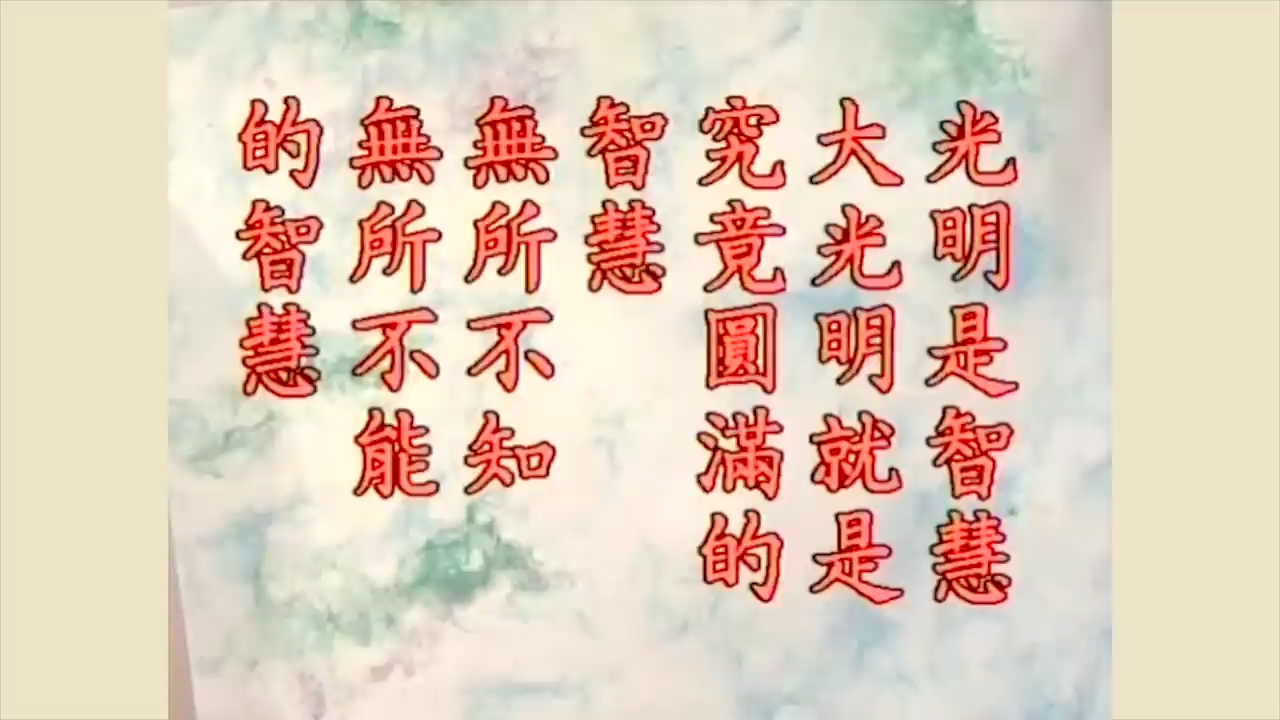 光明是智慧
大光明就是
究竟圓滿的
智慧
無所不知
無所不能
的智慧